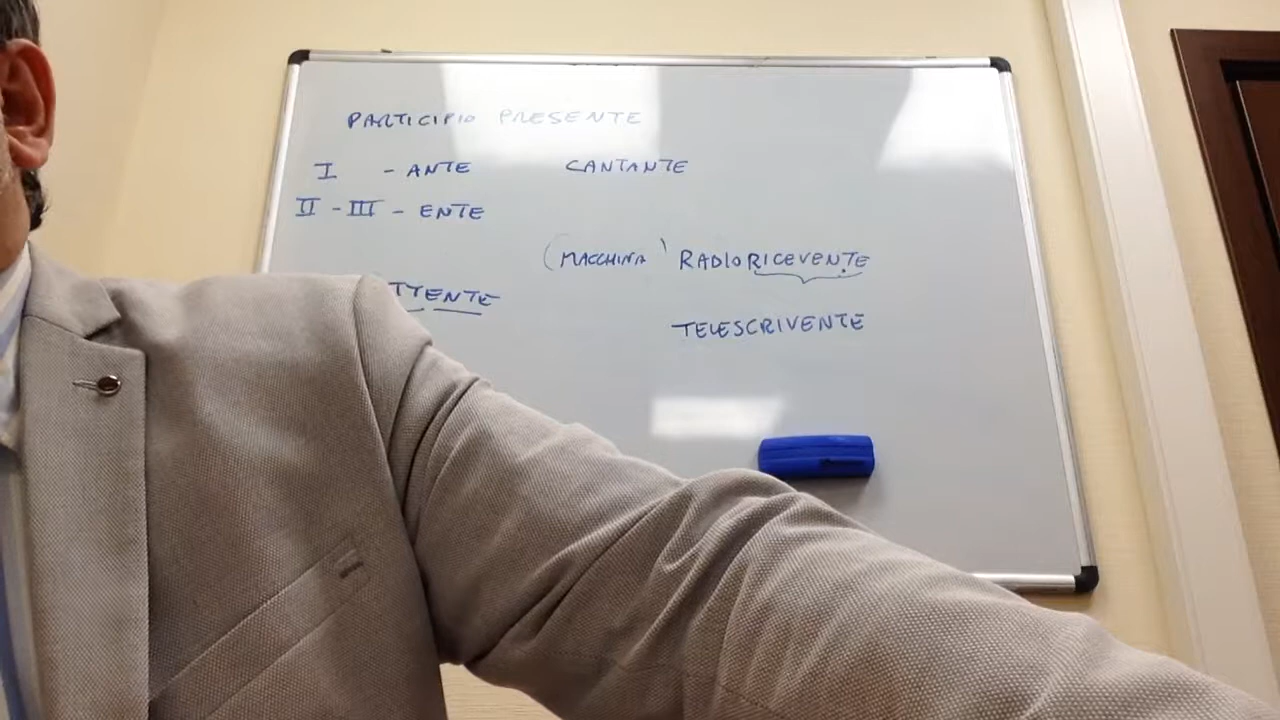 PARTICIPIO PRESENTE
I - ANTE CANTANTE
II - III - ENTE
(MACCHINA) RADIORICEVENTE
TTENTE
TELESCRIVENTE